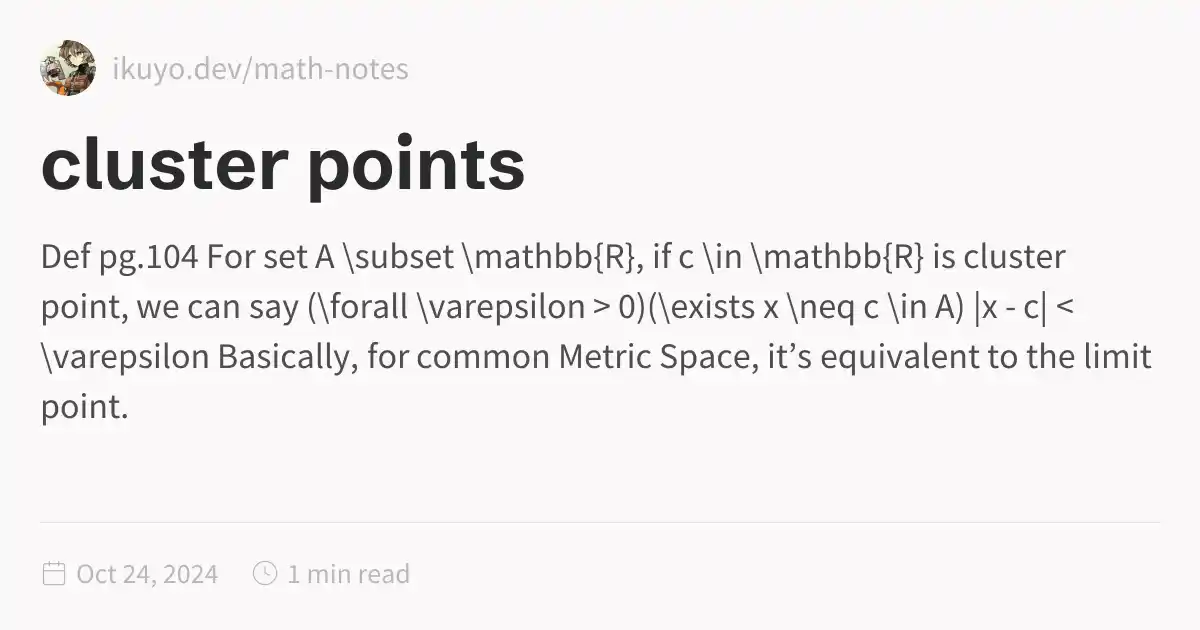 ikuyo.dev/math-notes
cluster points
Def pg.104 For set A \subset \mathbb{R}, if c \in \mathbb{R} is cluster
point, we can say (\forall \varepsilon > 0)(\exists x \neq c \in A) |x - c| <
\varepsilon Basically, for common Metric Space, it’s equivalent to the limit
point.
Oct 24, 2024 1 min read